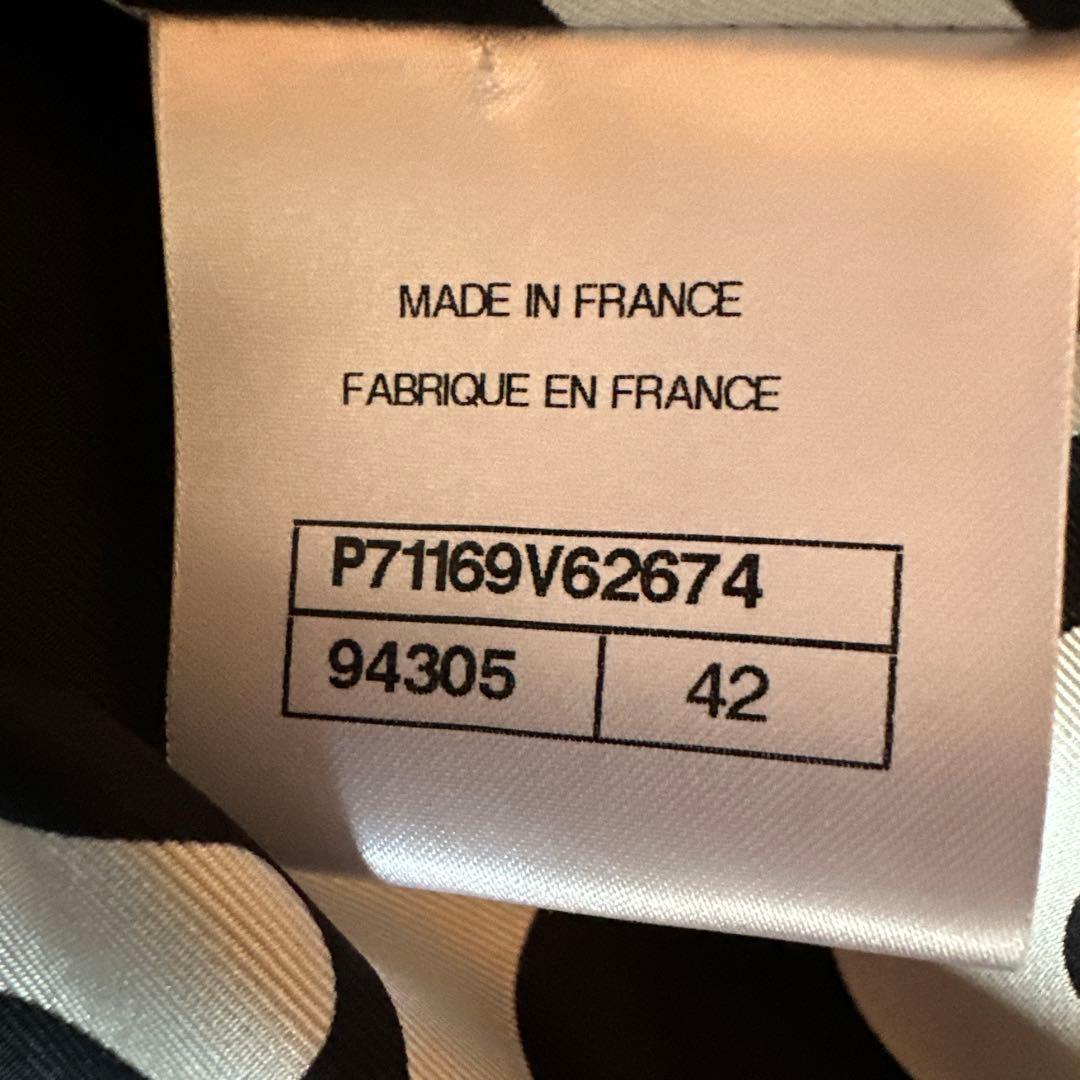 MADE IN FRANCE
FABRIQUE EN FRANCE
P71169V62674
94305 42